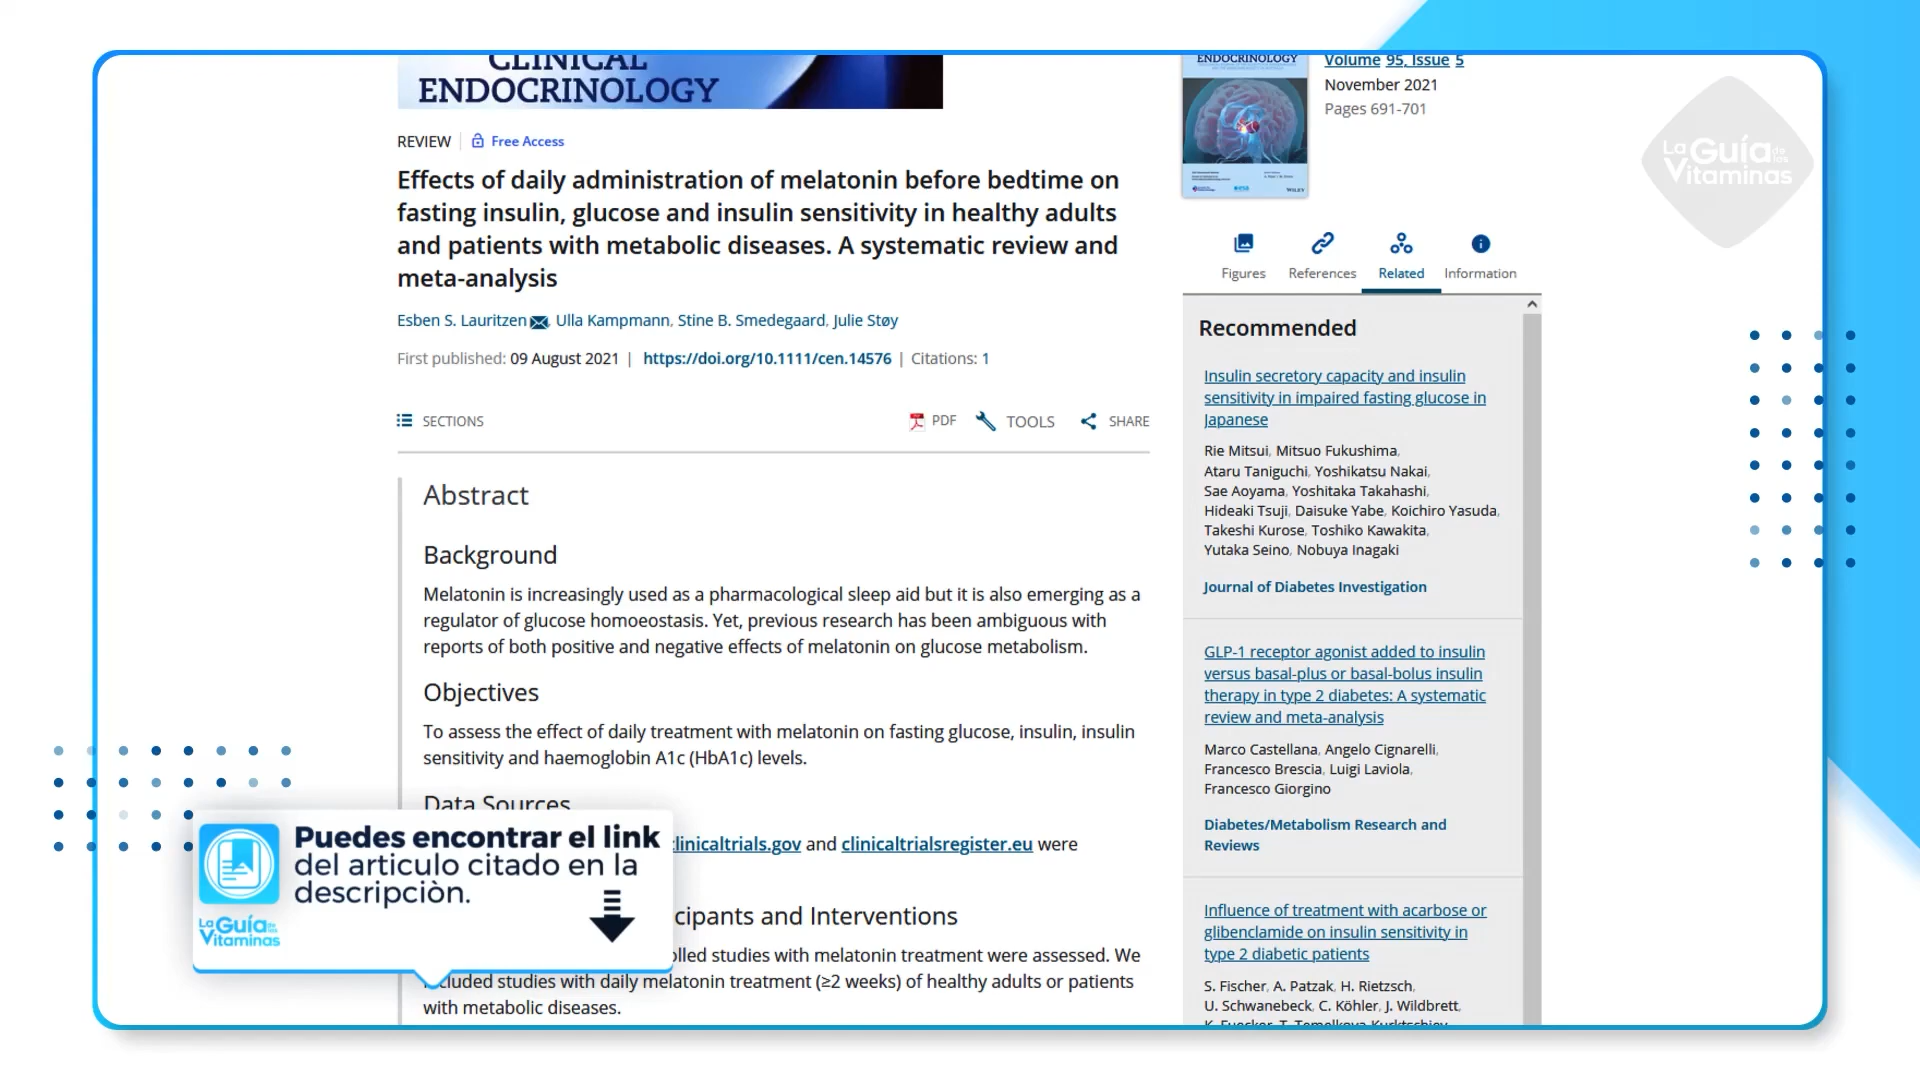 CLINICAL
ENDOCRINOLOGY
REVIEW
Free Access
Effects of daily administration of melatonin before bedtime on
fasting insulin, glucose and insulin sensitivity in healthy adults
and patients with metabolic diseases. A systematic review and
meta-analysis
Esben S. Lauritzen, Ulla Kampmann, Stine B. Smedegaard, Julie Støy
First published: 09 August 2021 | https://doi.org/10.1111/cen.14576 | Citations: 1
SECTIONS
PDF
TOOLS
SHARE
Abstract
Background
Melatonin is increasingly used as a pharmacological sleep aid but it is also emerging as a
regulator of glucose homoeostasis. Yet, previous research has been ambiguous with
reports of both positive and negative effects of melatonin on glucose metabolism.
Objectives
To assess the effect of daily treatment with melatonin on fasting glucose, insulin, insulin
sensitivity and haemoglobin A1c (HbA1c) levels.
Data Sources
clinicaltrials.gov and clinicaltrialsregister.eu were
cipants and Interventions
olled studies with melatonin treatment were assessed. We
included studies with daily melatonin treatment (≥2 weeks) of healthy adults or patients
with metabolic diseases.
Puedes encontrar el link
del articulo citado en la
descripciòn.
La Guía de las
Vitaminas
ENDOCRINOLOGY
WILEY
Volume 95, Issue 5
November 2021
Pages 691-701
Figures
References
Related
Information
Recommended
Insulin secretory capacity and insulin
sensitivity in impaired fasting glucose in
Japanese
Rie Mitsui, Mitsuo Fukushima,
Ataru Taniguchi, Yoshikatsu Nakai,
Sae Aoyama, Yoshitaka Takahashi,
Hideaki Tsuji, Daisuke Yabe, Koichiro Yasuda,
Takeshi Kurose, Toshiko Kawakita,
Yutaka Seino, Nobuya Inagaki
Journal of Diabetes Investigation
GLP-1 receptor agonist added to insulin
versus basal-plus or basal-bolus insulin
therapy in type 2 diabetes: A systematic
review and meta-analysis
Marco Castellana, Angelo Cignarelli,
Francesco Brescia, Luigi Laviola,
Francesco Giorgino
Diabetes/Metabolism Research and
Reviews
Influence of treatment with acarbose or
glibenclamide on insulin sensitivity in
type 2 diabetic patients
S. Fischer, A. Patzak, H. Rietzsch,
U. Schwanebeck, C. Köhler, J. Wildbrett,
K. Fuecker, T. Temelkova-Kurktschiev,
La Guía de las
Vitaminas